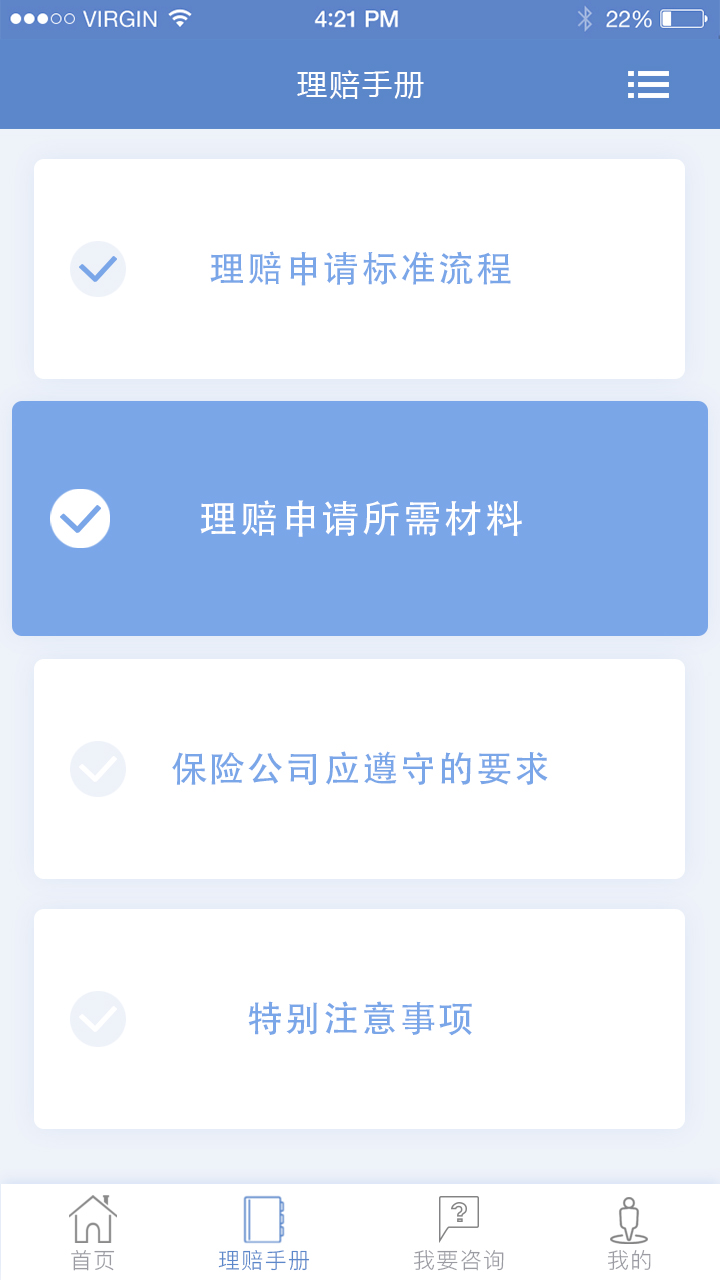 VIRGIN 4:21 PM 22%
理赔手册
理赔申请标准流程
理赔申请所需材料
保险公司应遵守的要求
特别注意事项
?
首页 理赔手册 我要咨询 我的